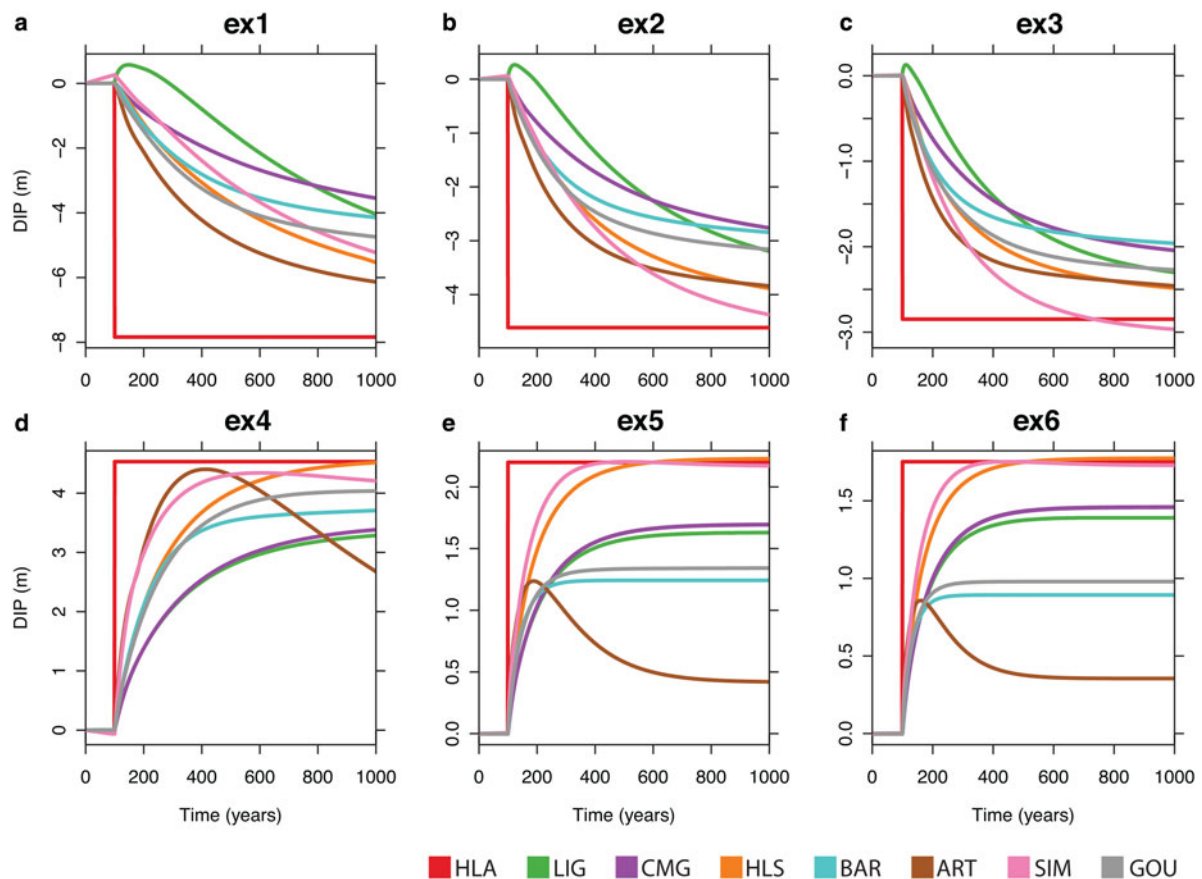 a ex1 b ex2 c ex3
DIP (m)
0 0 0.0
-2 -1 -1.0
-4 -2 -2.0
-6 -3 -3.0
-8 -4
0 200 400 600 800 1000 0 200 400 600 800 1000 0 200 400 600 800 1000
d ex4 e ex5 f ex6
DIP (m)
4 2.0 1.5
3 1.5 1.0
2 1.0 0.5
1 0.5 0.0
0 0.0
0 200 400 600 800 1000 0 200 400 600 800 1000 0 200 400 600 800 1000
Time (years) Time (years) Time (years)
HLA LIG CMG HLS BAR ART SIM GOU